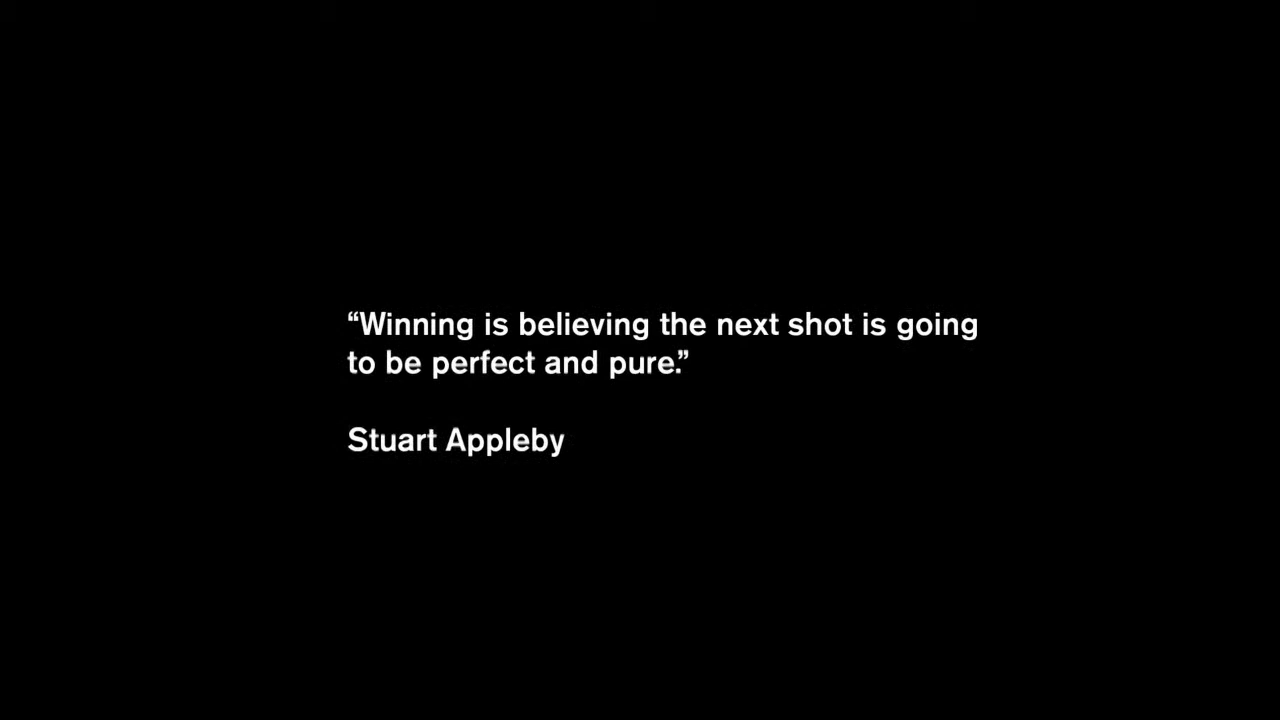 “Winning is believing the next shot is going
to be perfect and pure.”
Stuart Appleby